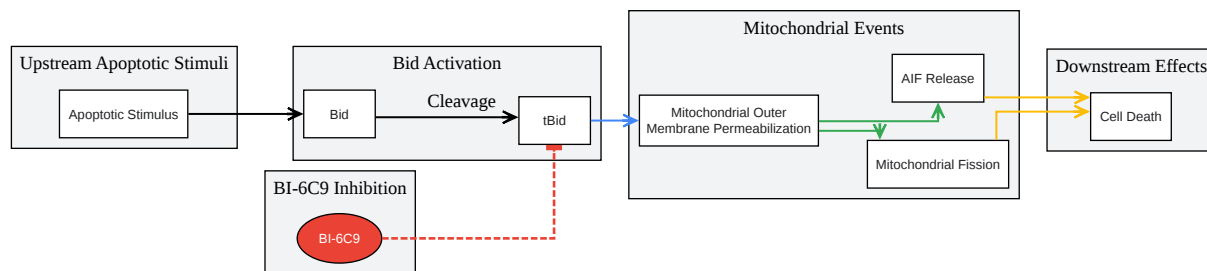 Upstream Apoptotic Stimuli
Apoptotic Stimulus
Bid Activation
Bid
Cleavage
tBid
BI-6C9 Inhibition
BI-6C9
Mitochondrial Events
Mitochondrial Outer
Membrane Permeabilization
AIF Release
Mitochondrial Fission
Downstream Effects
Cell Death